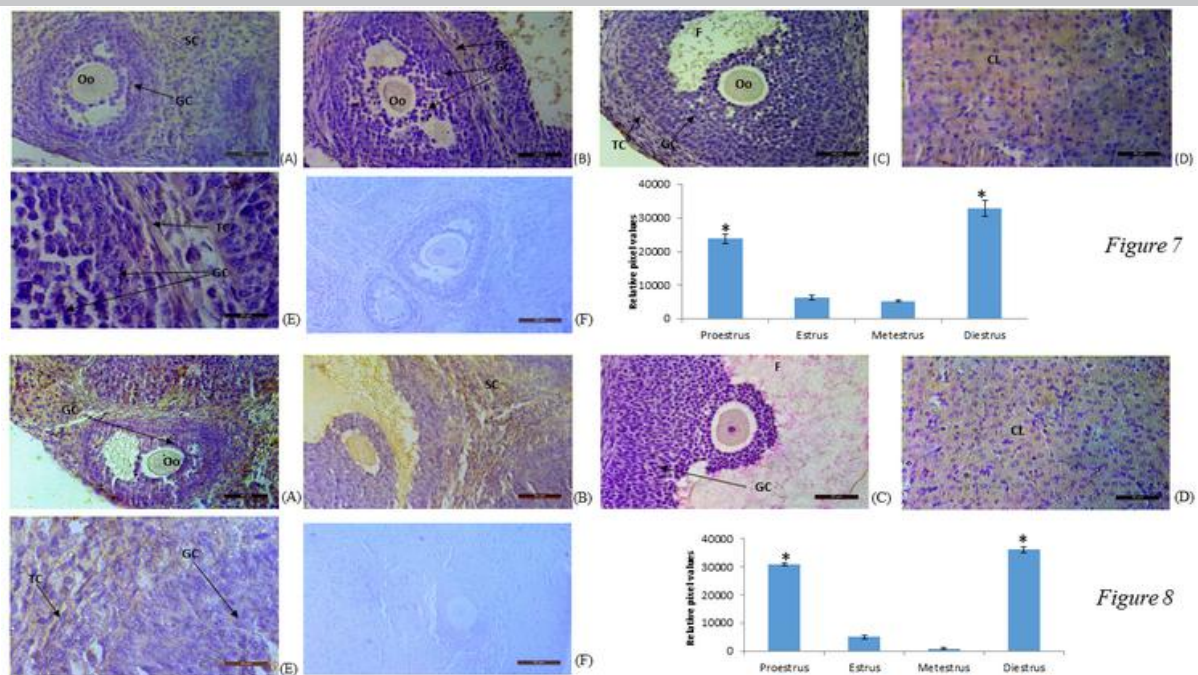 SC
Oo
GC
(A)
TC
GC
Oo
(B)
F
Oo
TC
GC
(C)
CL
(D)
TC
GC
(E)
(F)
Relative pixel values
40000
30000
20000
10000
0
*
*
Proestrus
Estrus
Metestrus
Diestrus
Figure 7
GC
Oo
(A)
SC
(B)
F
GC
(C)
CL
(D)
GC
TC
(E)
(F)
Relative pixel values
40000
30000
20000
10000
0
*
*
Proestrus
Estrus
Metestrus
Diestrus
Figure 8